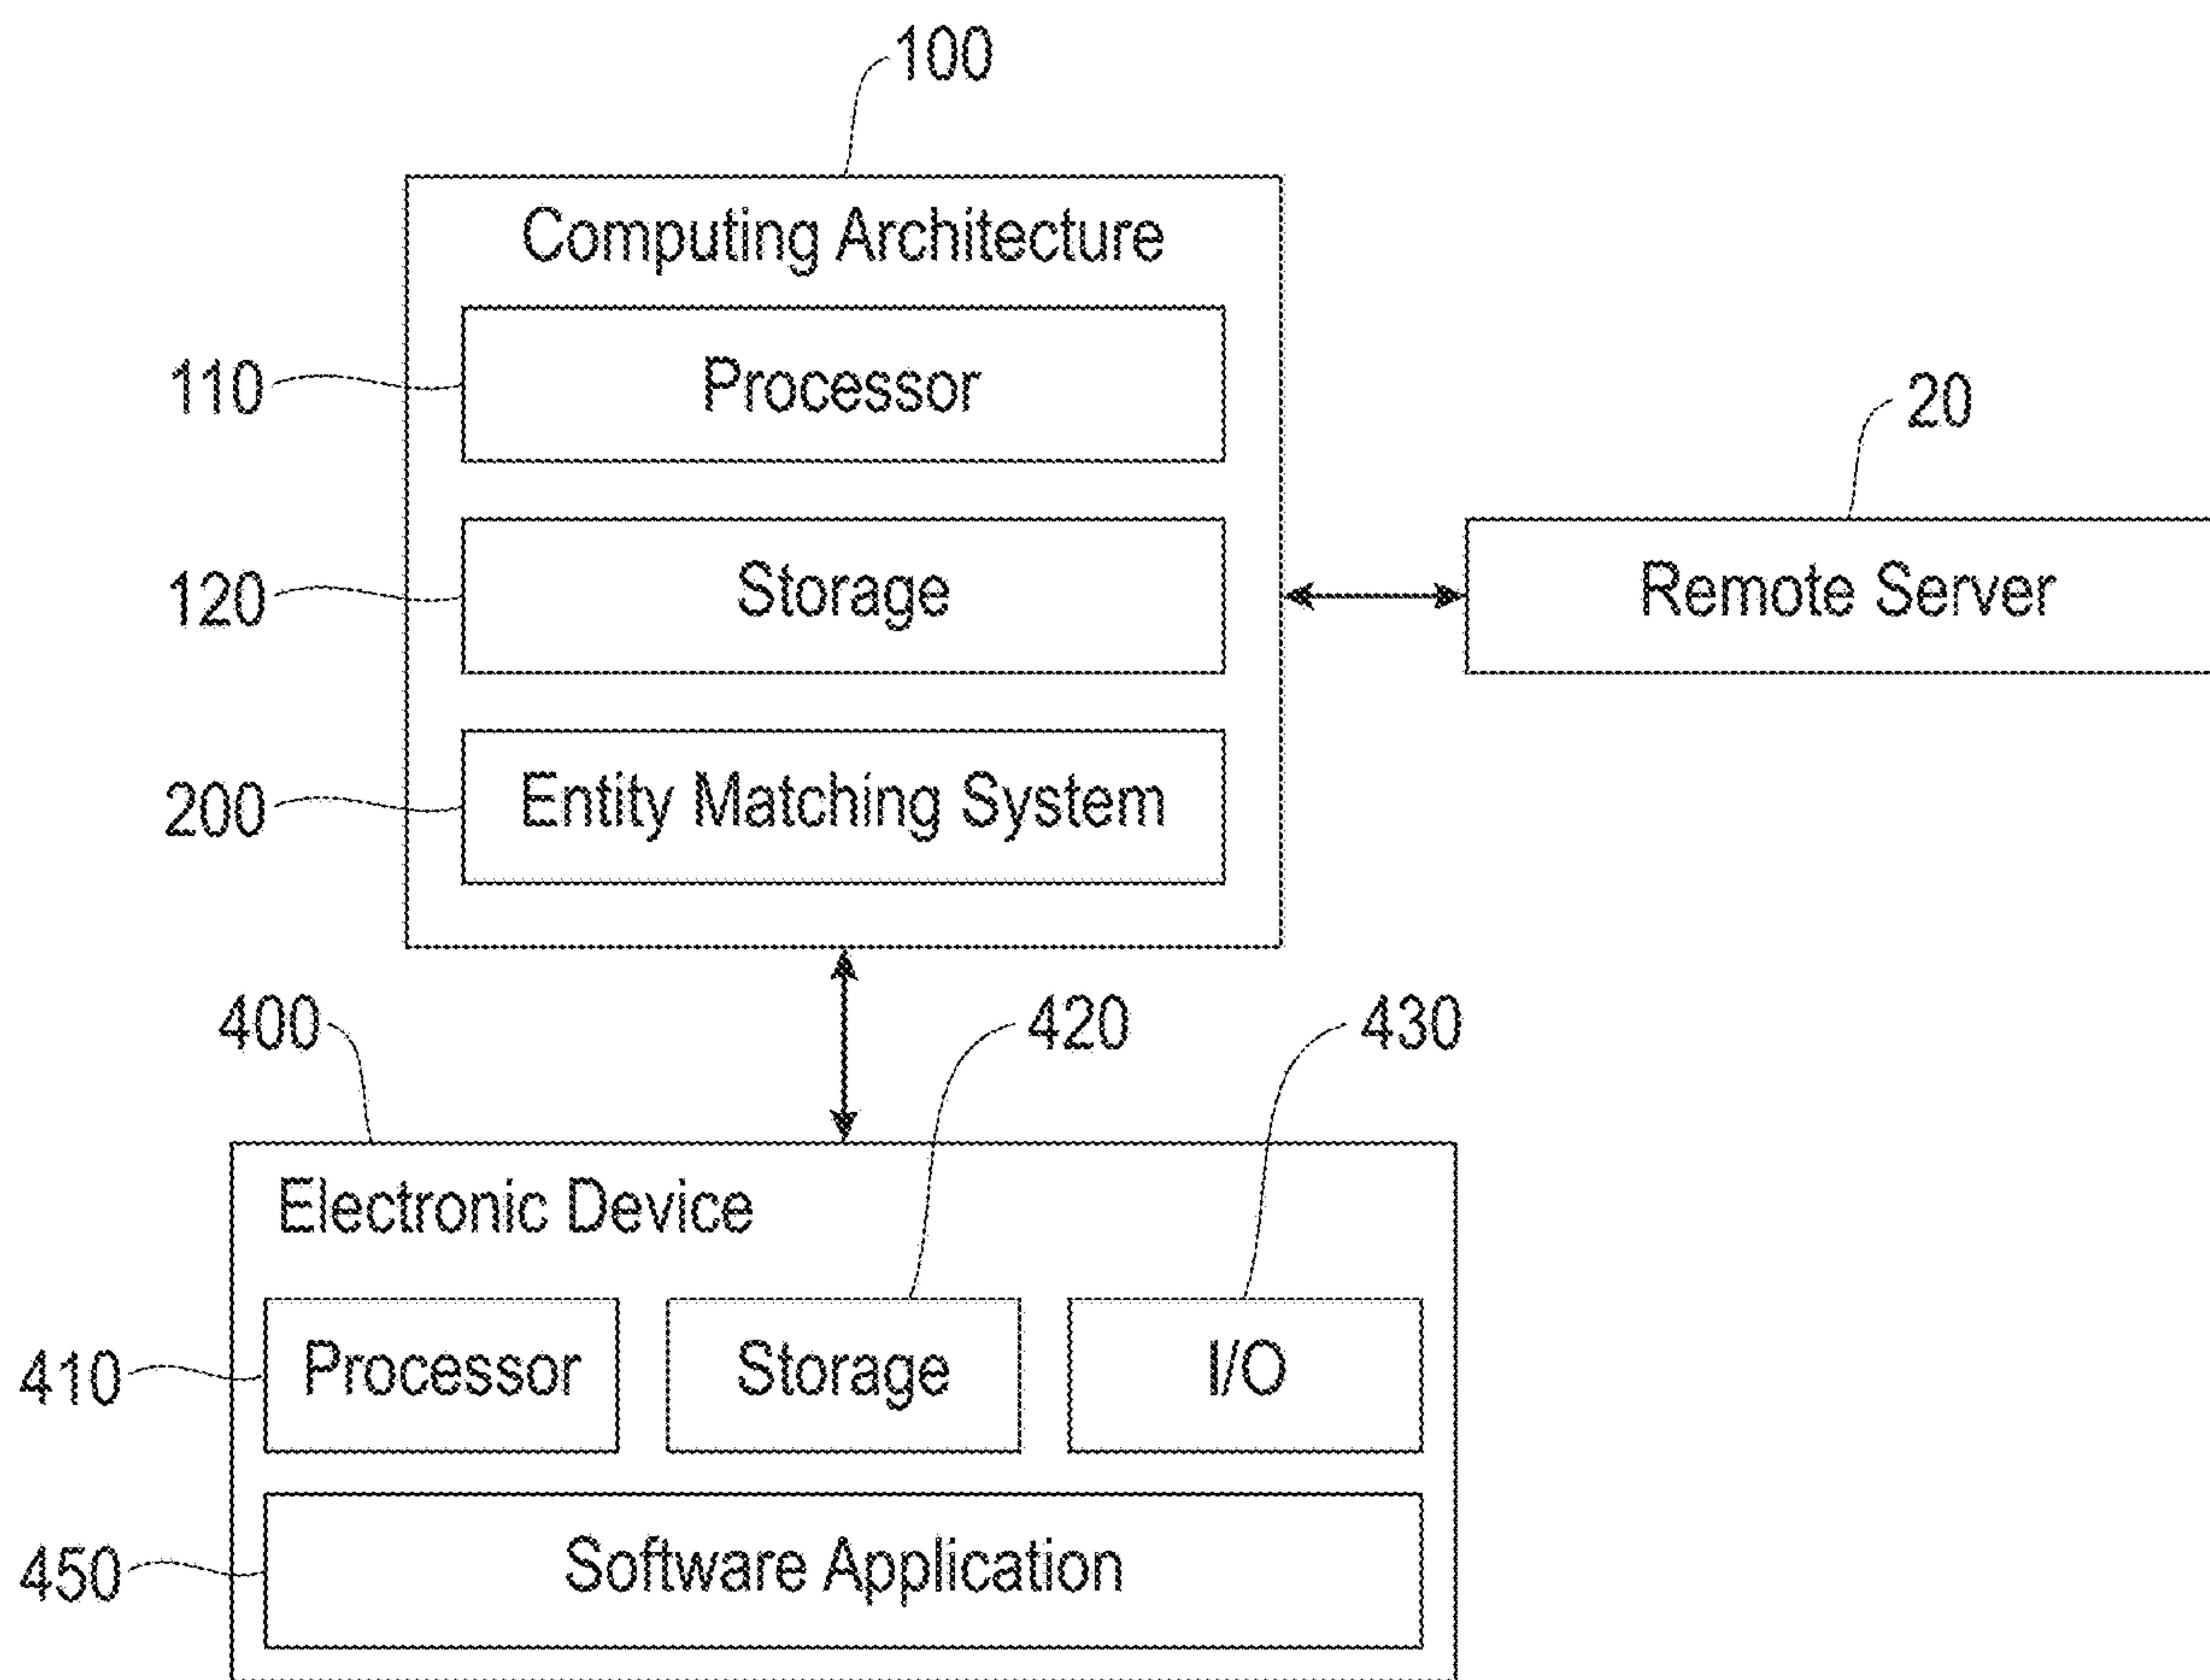 100
Computing Architecture
110
Processor
20
120
Storage
Remote Server
200
Entity Matching System
400
420
430
Electronic Device
410
Processor
Storage
I/O
450
Software Application